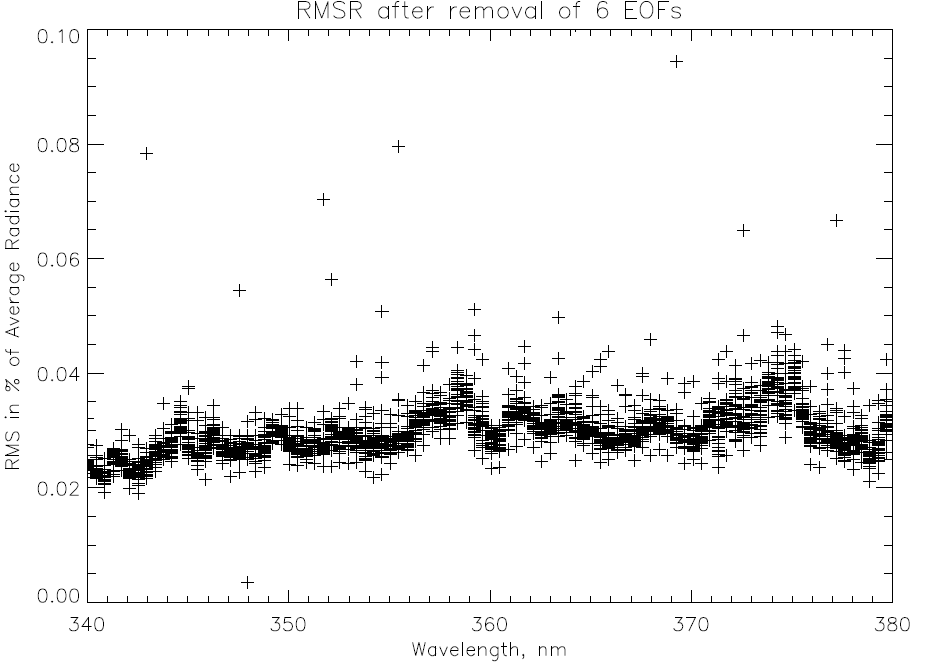 RMSR after removal of 6 EOFs
RMS in % of Average Radiance
0.10
0.08
0.06
0.04
0.02
0.00
340 350 360 370 380
Wavelength, nm